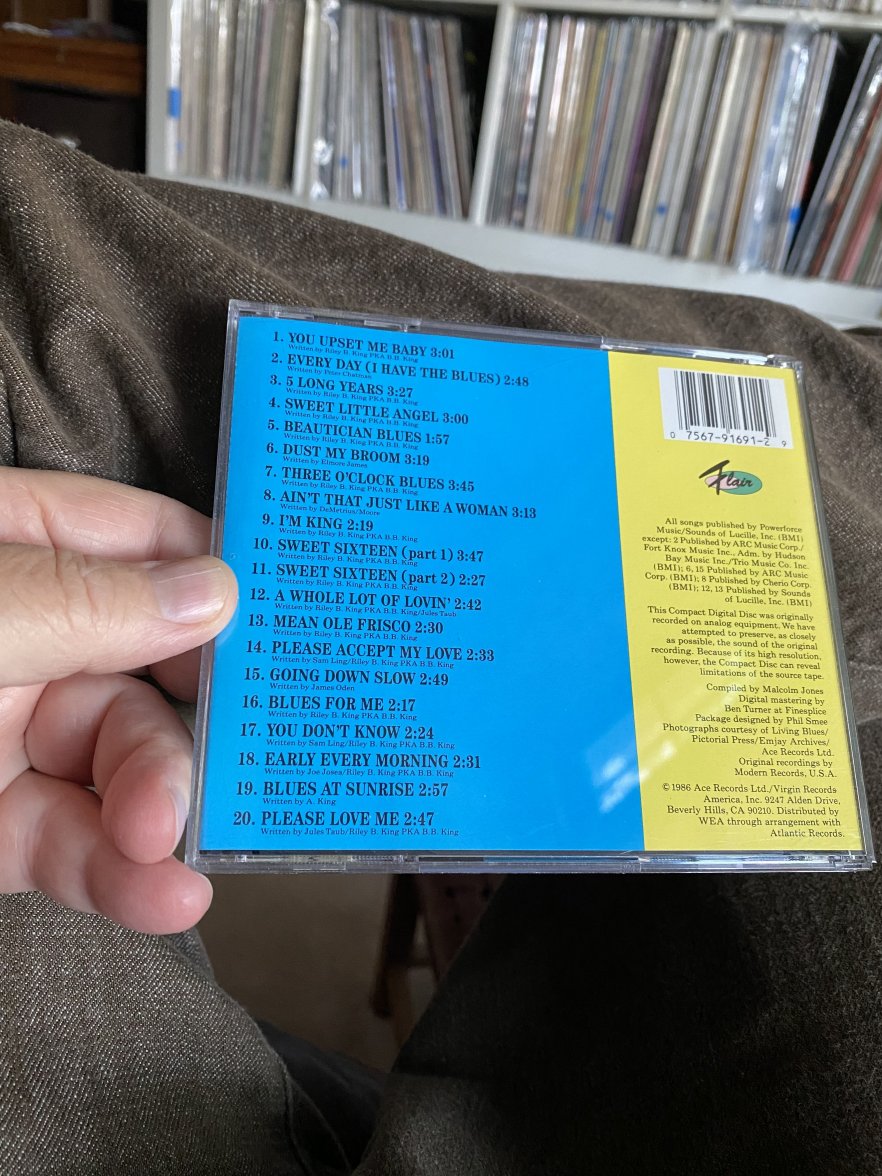 1. YOU UPSET ME BABY 3:01
Written by Riley B. King PKA B.B. King
2. EVERY DAY (I HAVE THE BLUES) 2:48
Written by Peter Chatman
3. 5 LONG YEARS 3:27
Written by Riley B. King PKA B.B. King
4. SWEET LITTLE ANGEL 3:00
Written by Riley B. King PKA B.B. King
5. BEAUTICIAN BLUES 1:57
Written by Riley B. King PKA B.B. King
6. DUST MY BROOM 3:19
Written by Elmore James
7. THREE O'CLOCK BLUES 3:45
Written by Riley B. King PKA B.B. King
8. AIN'T THAT JUST LIKE A WOMAN 3:13
Written by DeMetrius/Moore
9. I'M KING 2:19
Written by Riley B. King PKA B.B. King
10. SWEET SIXTEEN (part 1) 3:47
Written by Riley B. King PKA B.B. King
11. SWEET SIXTEEN (part 2) 2:27
Written by Riley B. King PKA B.B. King
12. A WHOLE LOT OF LOVIN' 2:42
Written by Riley B. King PKA B.B. King/Jules Taub
13. MEAN OLE FRISCO 2:30
Written by Riley B. King PKA B.B. King
14. PLEASE ACCEPT MY LOVE 2:33
Written by Sam Ling/Riley B. King PKA B.B. King
15. GOING DOWN SLOW 2:49
Written by James Oden
16. BLUES FOR ME 2:17
Written by Riley B. King PKA B.B. King
17. YOU DON'T KNOW 2:24
Written by Sam Ling/Riley B. King PKA B.B. King
18. EARLY EVERY MORNING 2:31
Written by Joe Josea/Riley B. King PKA B.B. King
19. BLUES AT SUNRISE 2:57
Written by A. King
20. PLEASE LOVE ME 2:47
Written by Jules Taub/Riley B. King PKA B.B. King
0 7567-91691-2 9
Flair
All songs published by Powerforce
Music/Sounds of Lucille, Inc. (BMI)
except: 2 Published by ARC Music Corp./
Fort Knox Music Inc., Adm. by Hudson
Bay Music Inc./Trio Music Co. Inc.
(BMI); 6, 15 Published by ARC Music
Corp. (BMI); 8 Published by Cherio Corp.
(BMI); 12, 13 Published by Sounds
of Lucille, Inc. (BMI)
This Compact Digital Disc was originally
recorded on analog equipment. We have
attempted to preserve, as closely
as possible, the sound of the original
recording. Because of its high resolution,
however, the Compact Disc can reveal
limitations of the source tape.
Compiled by Malcolm Jones
Digital mastering by
Ben Turner at Finesplice
Package designed by Phil Smee
Photographs courtesy of Living Blues/
Pictorial Press/Emjay Archives/
Ace Records Ltd.
Original recordings by
Modern Records, U.S.A.
© 1986 Ace Records Ltd./Virgin Records
America, Inc. 9247 Alden Drive,
Beverly Hills, CA 90210. Distributed by
WEA through arrangement with
Atlantic Records.